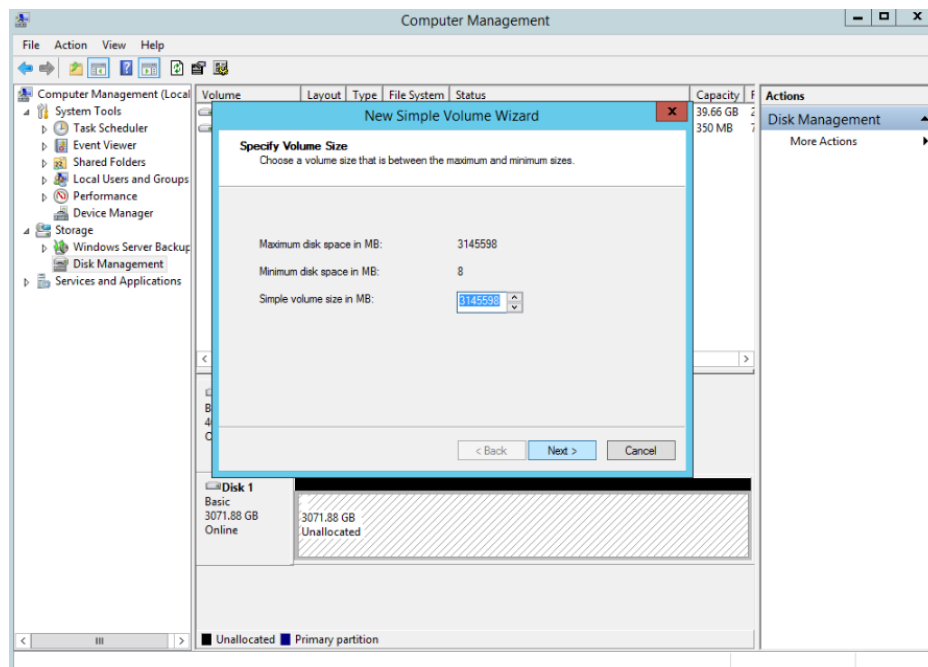 Computer Management
File Action View Help
Computer Management (Local
System Tools
Task Scheduler
Event Viewer
Shared Folders
Local Users and Groups
Performance
Device Manager
Storage
Windows Server Backup
Disk Management
Services and Applications
Volume Layout Type File System Status Capacity F
39.66 GB 2
350 MB 7
New Simple Volume Wizard
Specify Volume Size
Choose a volume size that is between the maximum and minimum sizes.
Maximum disk space in MB: 3145598
Minimum disk space in MB: 8
Simple volume size in MB: 3145598
< Back Next > Cancel
B
4
O
Disk 1
Basic
3071.88 GB
Online
3071.88 GB
Unallocated
Unallocated Primary partition
Actions
Disk Management
More Actions